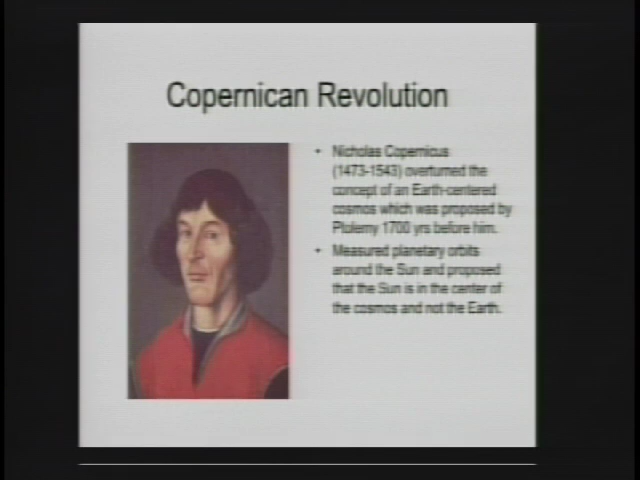 Copernican Revolution
• Nicholas Copernicus
(1473-1543) overturned the
concept of an Earth-centered
cosmos which was proposed by
Ptolemy 1700 yrs before him.
• Measured planetary orbits
around the Sun and proposed
that the Sun is in the center of
the cosmos and not the Earth.